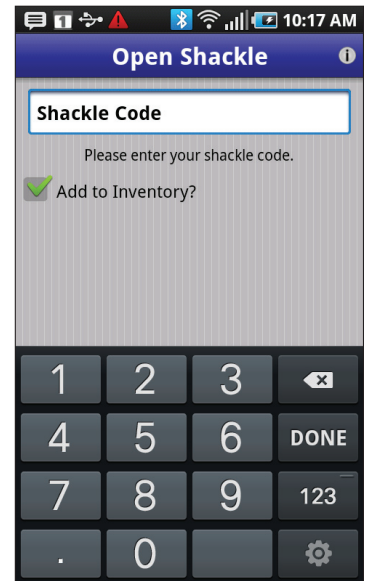 1 10:17 AM
Open Shackle i
Shackle Code
Please enter your shackle code.
Add to Inventory?
1 2 3
4 5 6 DONE
7 8 9 123
. 0